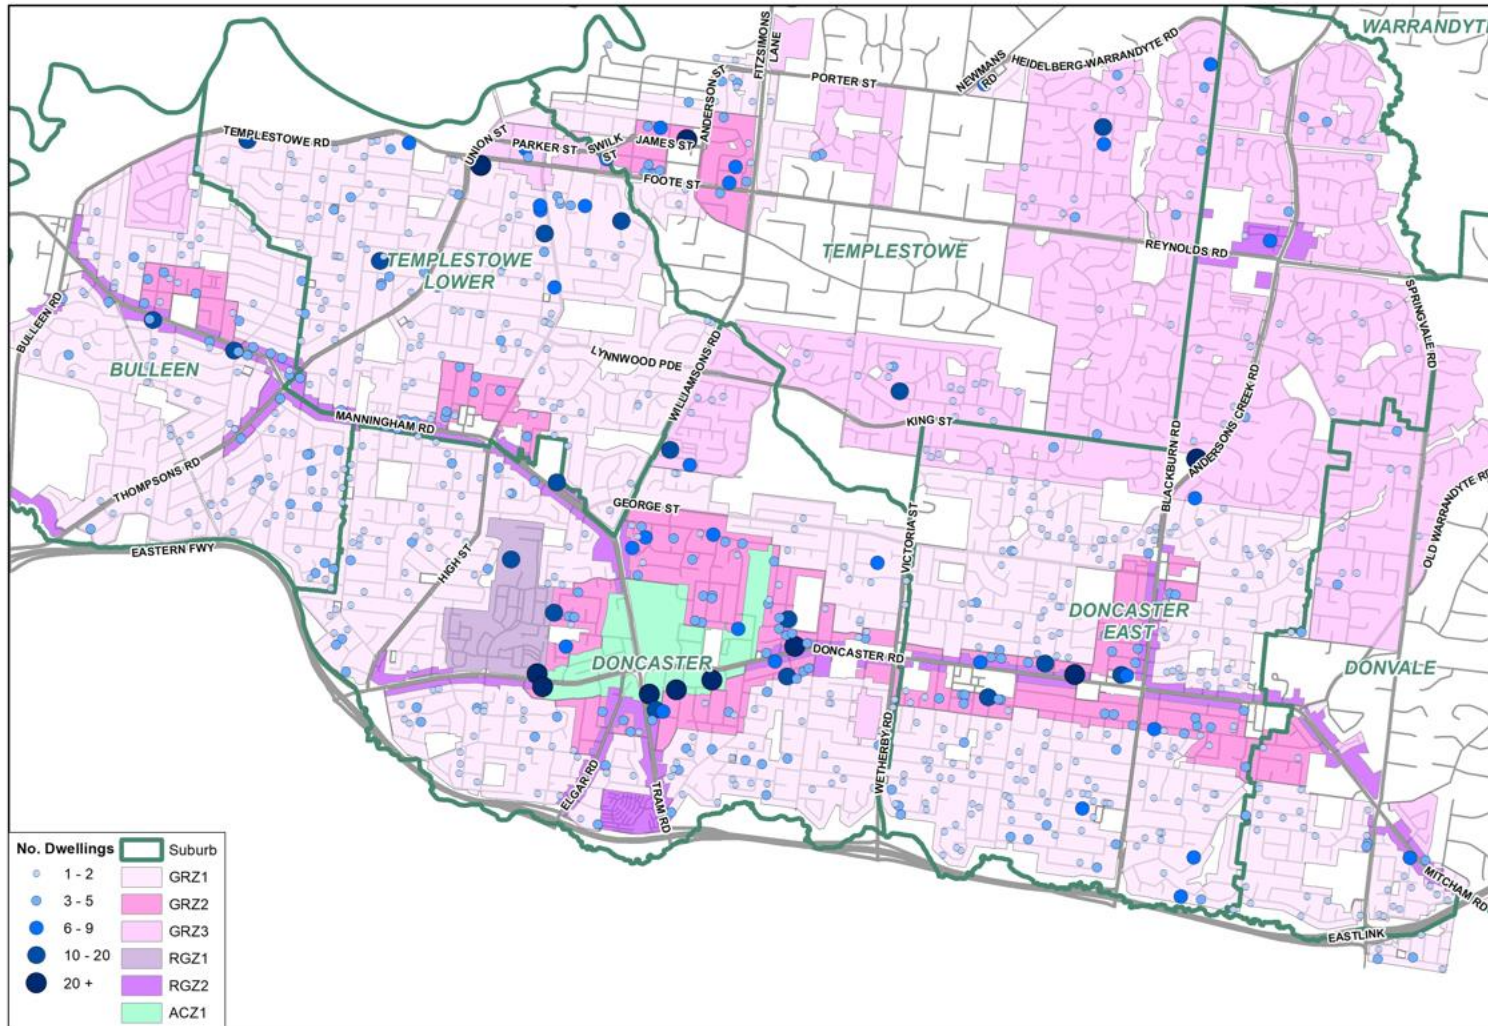 WARRANDYTE
FITZSIMONS
LANE
HEIDELBERG-WARRANDYTE RD
NEWMANS
RD
PORTER ST
ANDERSON ST
TEMPLESTOWE RD
UNION ST
PARKER ST
SWILK
ST
JAMES ST
FOOTE ST
REYNOLDS RD
TEMPLESTOWE
TEMPLESTOWE
LOWER
SPRINGVALE RD
BULLEEN RD
BULLEEN
LYNNWOOD PDE
WILLIAMSONS RD
KING ST
ANDERSONS CREEK RD
BLACKBURN RD
MANNINGHAM RD
THOMPSONS RD
GEORGE ST
VICTORIA ST
OLD WARRANDYTE RD
EASTERN FWY
HIGH ST
DONCASTER
EAST
DONCASTER
DONCASTER RD
DONVALE
WETHERBY RD
ELGAR RD
TRAM RD
MITCHAM RD
EASTLINK
No. Dwellings
1 - 2
3 - 5
6 - 9
10 - 20
20 +
Suburb
GRZ1
GRZ2
GRZ3
RGZ1
RGZ2
ACZ1